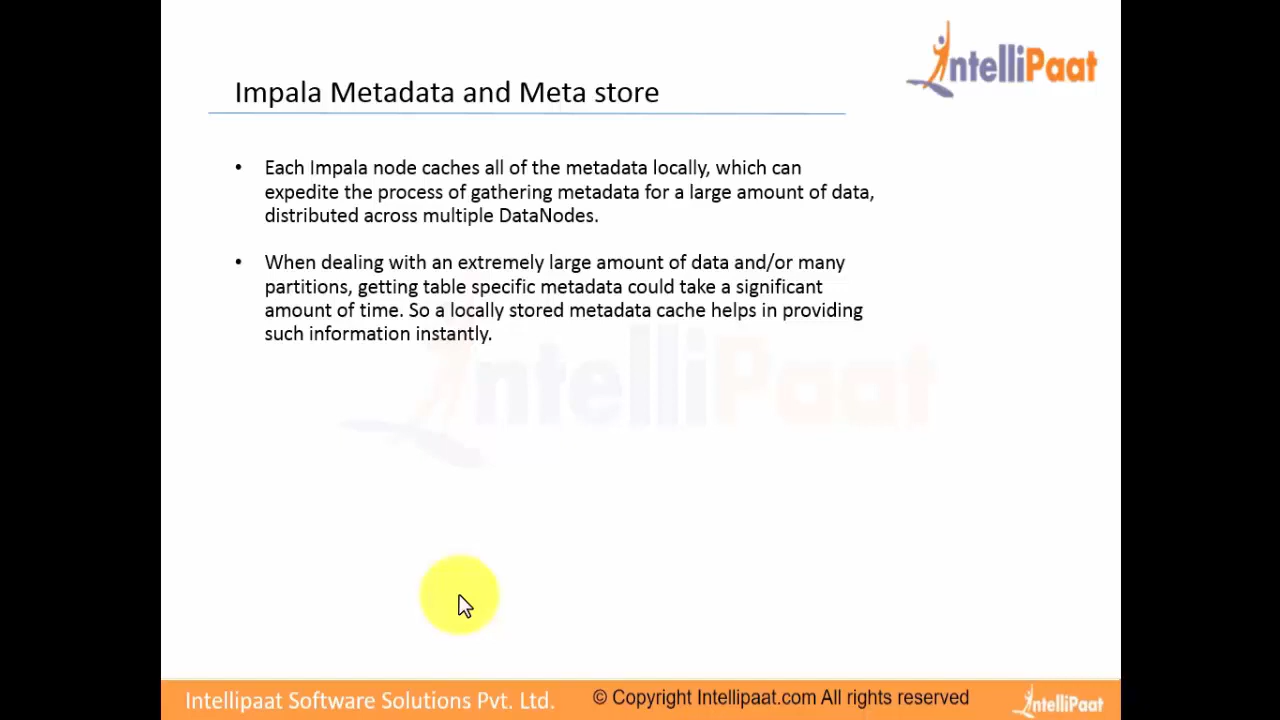 IntelliPaat
Impala Metadata and Meta store
• Each Impala node caches all of the metadata locally, which can
expedite the process of gathering metadata for a large amount of data,
distributed across multiple DataNodes.
• When dealing with an extremely large amount of data and/or many
partitions, getting table specific metadata could take a significant
amount of time. So a locally stored metadata cache helps in providing
such information instantly.
IntelliPaat
Intellipaat Software Solutions Pvt. Ltd. © Copyright Intellipaat.com All rights reserved IntelliPaat